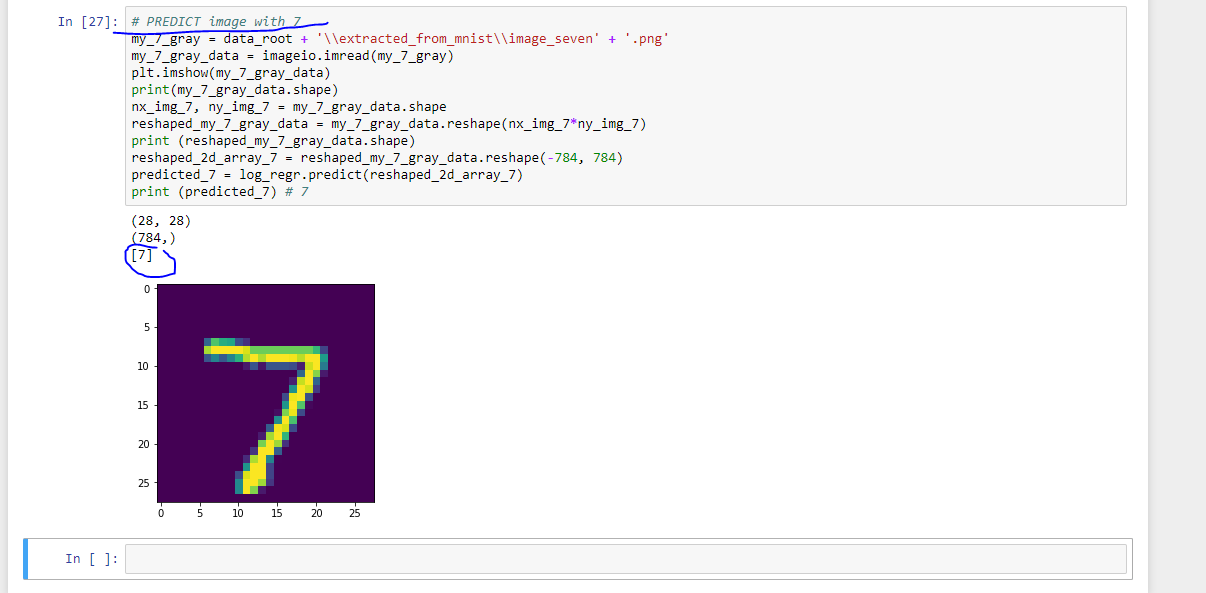 In [27]: # PREDICT image with 7
my_7_gray = data_root + '\\extracted_from_mnist\\image_seven' + '.png'
my_7_gray_data = imageio.imread(my_7_gray)
plt.imshow(my_7_gray_data)
print(my_7_gray_data.shape)
nx_img_7, ny_img_7 = my_7_gray_data.shape
reshaped_my_7_gray_data = my_7_gray_data.reshape(nx_img_7*ny_img_7)
print (reshaped_my_7_gray_data.shape)
reshaped_2d_array_7 = reshaped_my_7_gray_data.reshape(-784, 784)
predicted_7 = log_regr.predict(reshaped_2d_array_7)
print (predicted_7) # 7
(28, 28)
(784,)
[7]
0
5
10
15
20
25
7
0 5 10 15 20 25
In [ ]: